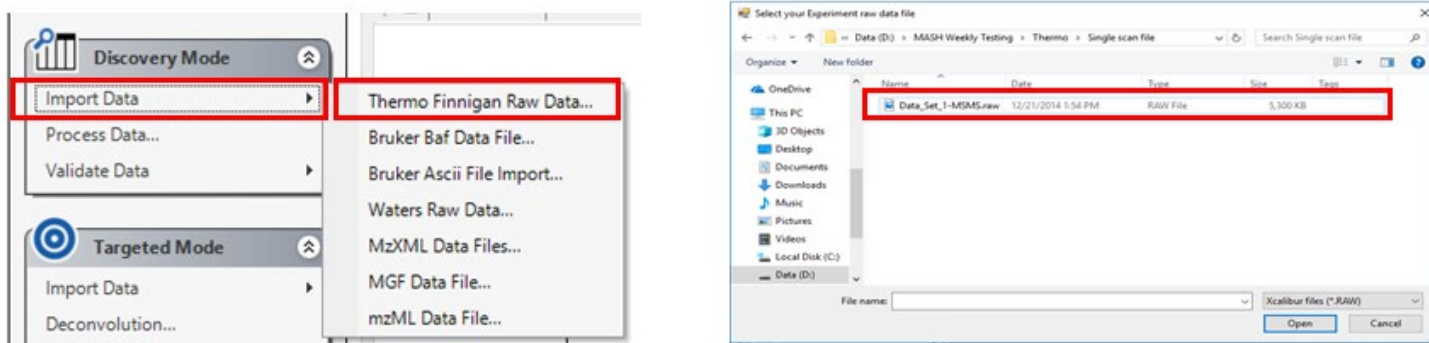 Discovery Mode
Import Data
Process Data...
Validate Data
Targeted Mode
Import Data
Deconvolution...
Thermo Finnigan Raw Data...
Bruker Baf Data File...
Bruker Ascii File Import...
Waters Raw Data...
MzXML Data Files...
MGF Data File...
mzML Data File...
Select your Experiment raw data file
« Data (D:) › MASH Weekly Testing › Thermo › Single scan file
Search Single scan file
Organize New folder
Name Date Type Size Tags
Data_Set_1-MSMS.raw 12/21/2014 1:54 PM RAW File 5,300 KB
OneDrive
This PC
3D Objects
Desktop
Documents
Downloads
Music
Pictures
Videos
Local Disk (C:)
Data (D:)
File name: Xcalibur files (*.RAW)
Open Cancel